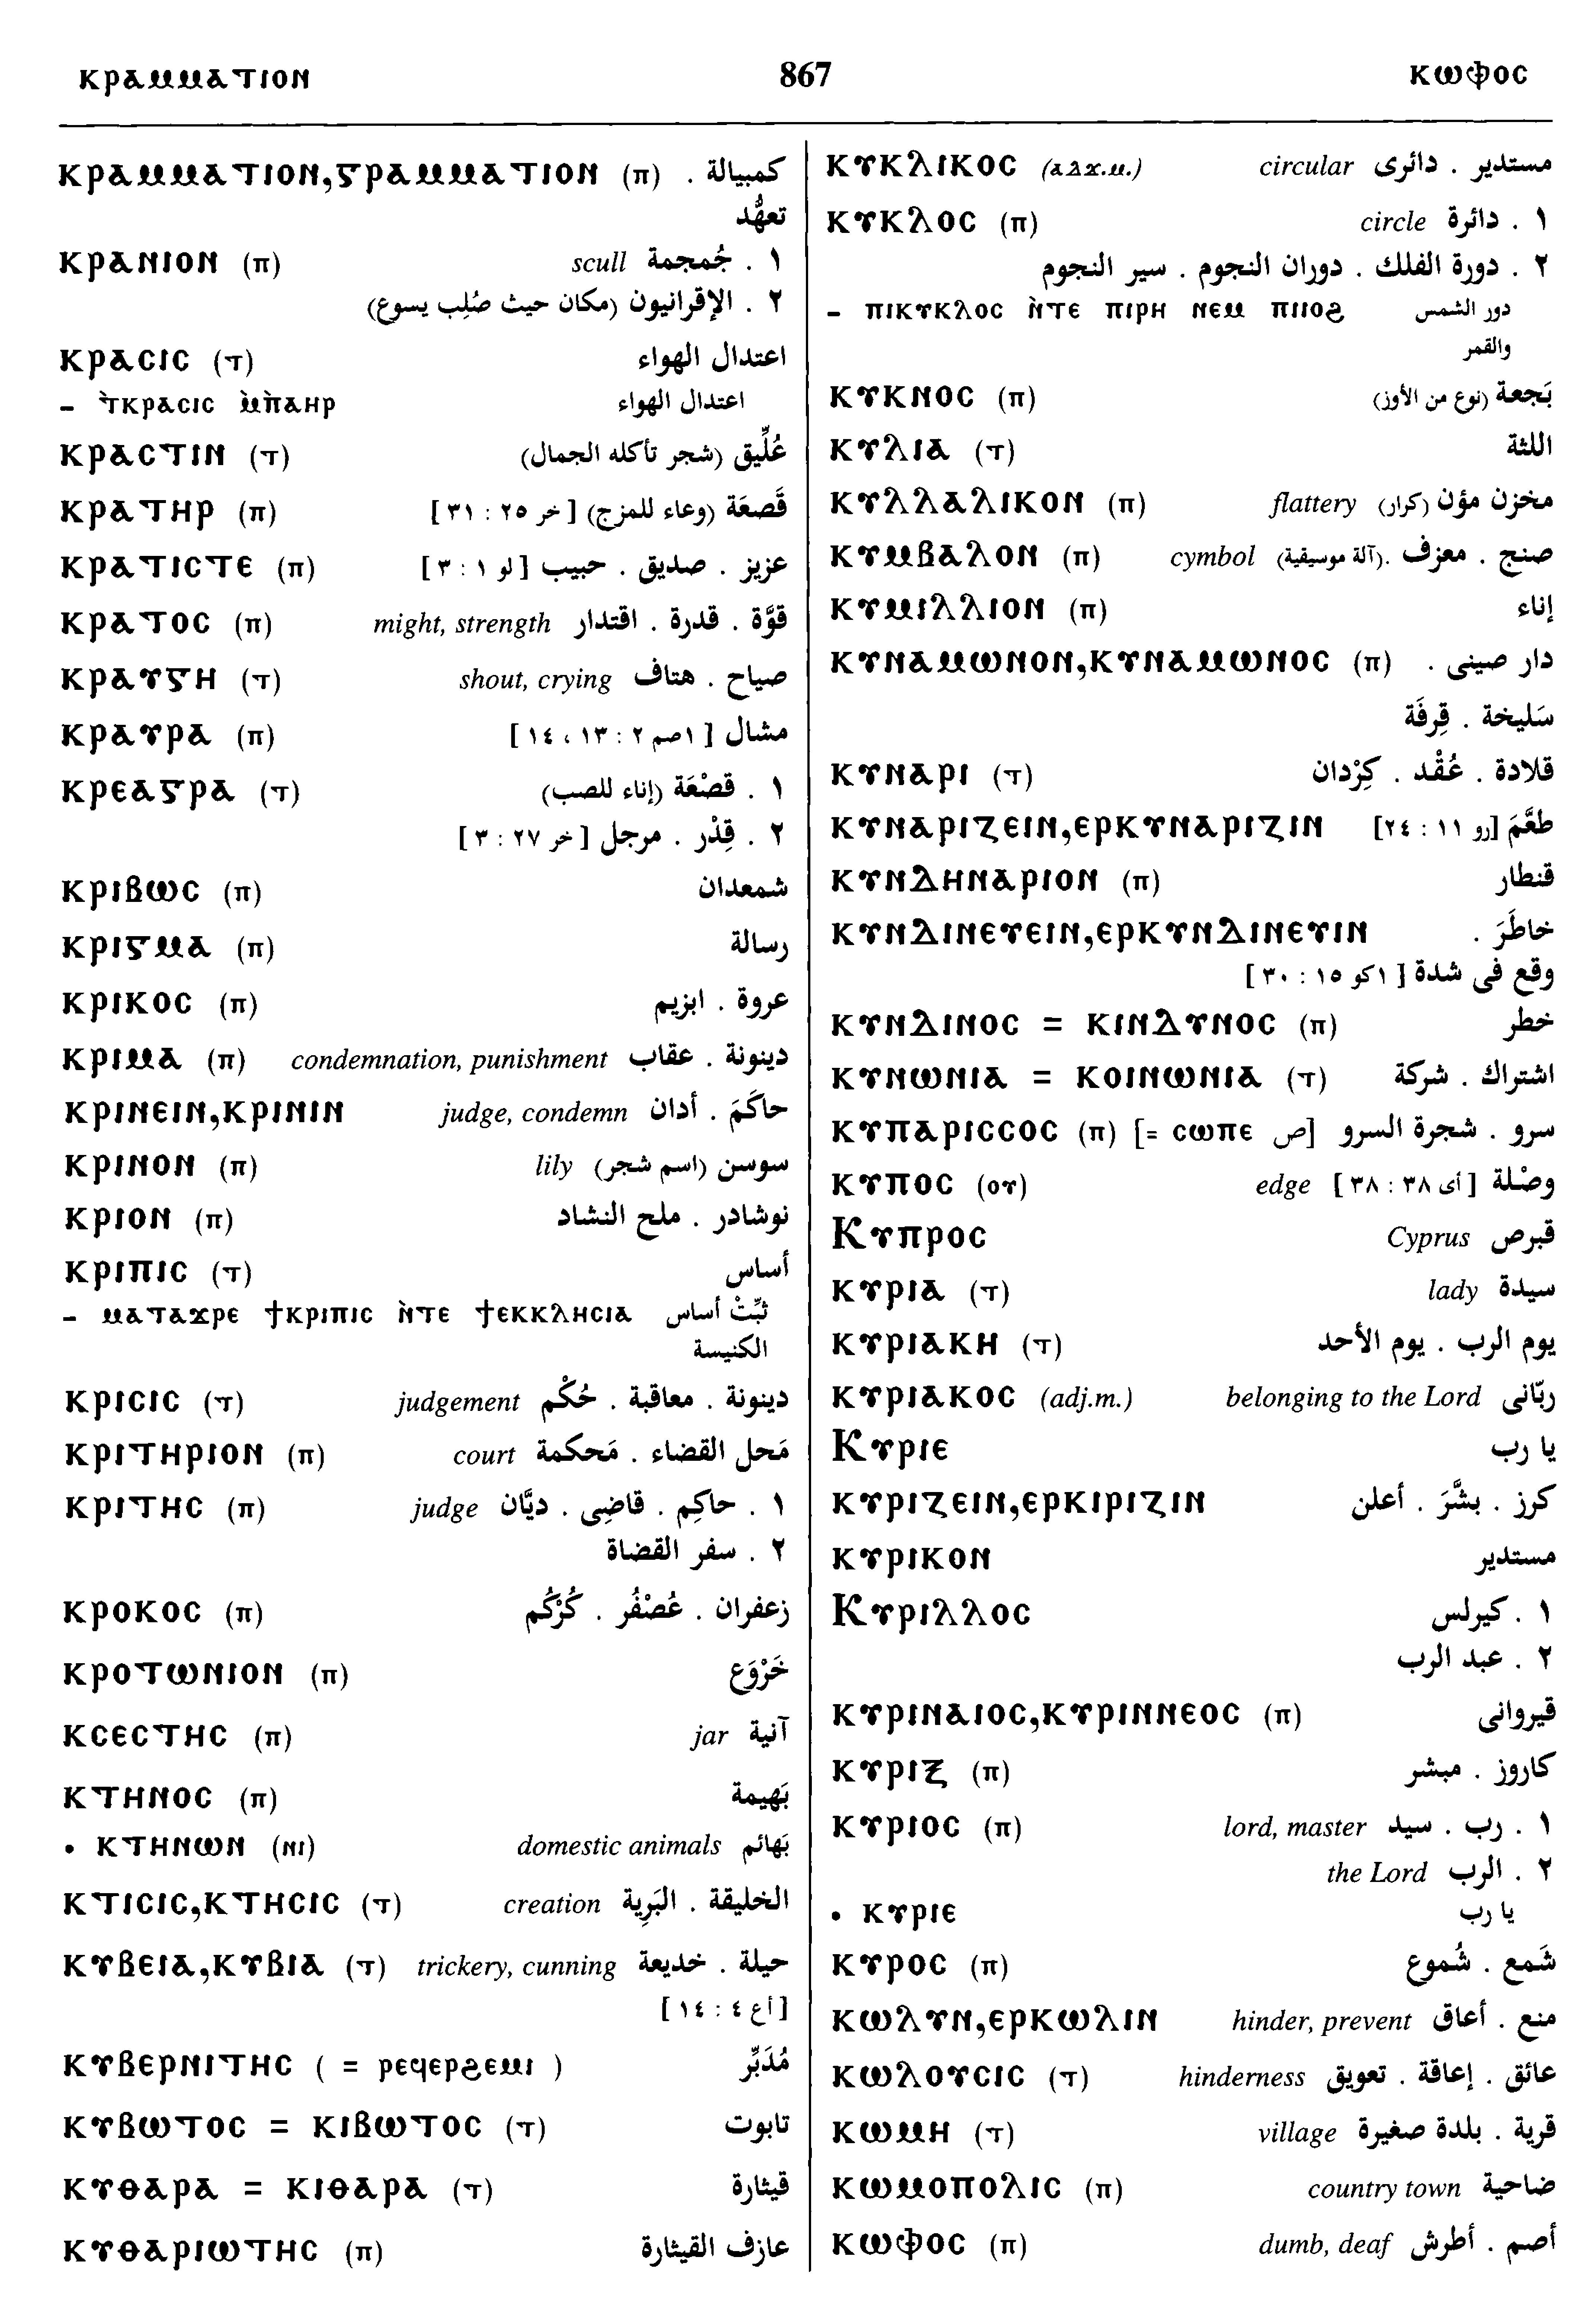 ⲕⲣⲁⲙⲙⲁⲧⲓⲟⲛ 867 ⲕⲱⲫⲟⲥ
ⲕⲣⲁⲙⲙⲁⲧⲓⲟⲛ,ⲅⲣⲁⲙⲙⲁⲧⲓⲟⲛ (ⲡ) كمبيالة .
تعهُّد
ⲕⲣⲁⲛⲓⲟⲛ (ⲡ) ١ . جُمجمة scull
٢ . الإقرانيون (مكان حيث صُلِب يسوع)
ⲕⲣⲁⲥⲓⲥ (ⲧ) اعتدال الهواء
– ϯⲕⲣⲁⲥⲓⲥ ⲙ̀ⲡ̀ⲁⲏⲣ اعتدال الهواء
ⲕⲣⲁⲥⲧⲓⲛ (ⲧ) عُلِّيق (شجر تأكله الجمال)
ⲕⲣⲁⲧⲏⲣ (ⲡ) قَصعَة (وعاء للمزج) [خر ٢٥ : ٣١]
ⲕⲣⲁⲧⲓⲥⲧⲉ (ⲡ) عزيز . صديق . حبيب [لو ١ : ٣]
ⲕⲣⲁⲧⲟⲥ (ⲡ) قوَّة . قدرة . اقتدار might, strength
ⲕⲣⲁⲩⲅⲏ (ⲧ) صياح . هتاف shout, crying
ⲕⲣⲁⲩⲣⲁ (ⲡ) مشال [١صم ٢ : ١٣ ، ١٤]
ⲕⲣⲉⲁⲅⲣⲁ (ⲧ) ١ . قصْعَة (إناء للصب)
٢ . قِدْر . مرجل [خر ٢٧ : ٣]
ⲕⲣⲓⲃⲱⲥ (ⲡ) شمعدان
ⲕⲣⲓⲅⲙⲁ (ⲡ) رسالة
ⲕⲣⲓⲕⲟⲥ (ⲡ) عروة . ابزيم
ⲕⲣⲓⲙⲁ (ⲡ) دينونة . عقاب condemnation, punishment
ⲕⲣⲓⲛⲉⲓⲛ,ⲕⲣⲓⲛⲓⲛ حاكَمَ . أدان judge, condemn
ⲕⲣⲓⲛⲟⲛ (ⲡ) سوسن (اسم شجر) lily
ⲕⲣⲓⲟⲛ (ⲡ) نوشادر . ملح النشاد
ⲕⲣⲓⲡⲓⲥ (ⲧ) أساس
– ⲙⲁⲧⲁϫⲣⲉ ϯⲕⲣⲓⲡⲓⲥ ⲛ̀ⲧⲉ ϯⲉⲕⲕⲗⲏⲥⲓⲁ ثبِّتْ أساس
الكنيسة
ⲕⲣⲓⲥⲓⲥ (ⲧ) دينونة . معاقبة . حُكْم judgement
ⲕⲣⲓⲧⲏⲣⲓⲟⲛ (ⲡ) مَحل القضاء . مَحكمة court
ⲕⲣⲓⲧⲏⲥ (ⲡ) ١ . حاكِم . قاضِى . ديَّان judge
٢ . سفر القضاة
ⲕⲣⲟⲕⲟⲥ (ⲡ) زعفران . عُصْفُر . كُرْكُم
ⲕⲣⲟⲧⲱⲛⲓⲟⲛ (ⲡ) خَرْوَع
ⲕⲥⲉⲥⲧⲏⲥ (ⲡ) آنية jar
ⲕⲧⲏⲛⲟⲥ (ⲡ) بَهيمة
• ⲕⲧⲏⲛⲱⲛ (ⲛⲓ) بَهائم domestic animals
ⲕⲧⲓⲥⲓⲥ,ⲕⲧⲏⲥⲓⲥ (ⲧ) الخليقة . البَرِية creation
ⲕⲩⲃⲉⲓⲁ,ⲕⲩⲃⲓⲁ (ⲧ) حيلة . خديعة trickery, cunning
[أع ٤ : ١٤]
ⲕⲩⲃⲉⲣⲛⲓⲧⲏⲥ ( = ⲣⲉϥⲉⲣϩⲉⲙⲓ ) مُدَبِّر
ⲕⲩⲃⲱⲧⲟⲥ = ⲕⲓⲃⲱⲧⲟⲥ (ⲧ) تابوت
ⲕⲩⲑⲁⲣⲁ = ⲕⲓⲑⲁⲣⲁ (ⲧ) قيثارة
ⲕⲩⲑⲁⲣⲓⲱⲧⲏⲥ (ⲡ) عازف القيثارة
ⲕⲩⲕⲗⲓⲕⲟⲥ (ⲁⲇϫ.ⲙ.) مستدير . دائرى circular
ⲕⲩⲕⲗⲟⲥ (ⲡ) ١ . دائرة circle
٢ . دورة الفلك . دوران النجوم . سير النجوم
– ⲡⲓⲕⲩⲕⲗⲟⲥ ⲛ̀ⲧⲉ ⲡⲓⲣⲏ ⲛⲉⲙ ⲡⲓⲓⲟϩ دور الشمس
والقمر
ⲕⲩⲕⲛⲟⲥ (ⲡ) بَجعة (نوع من الأوز)
ⲕⲩⲗⲓⲁ (ⲧ) اللثة
ⲕⲩⲗⲗⲁⲗⲓⲕⲟⲛ (ⲡ) مخزن مؤن (كرار) flattery
ⲕⲩⲙⲃⲁⲗⲟⲛ (ⲡ) صنج . معزف .(آلة موسيقية) cymbol
ⲕⲩⲙⲓⲗⲗⲓⲟⲛ (ⲡ) إناء
ⲕⲩⲛⲁⲙⲱⲛⲟⲛ,ⲕⲩⲛⲁⲙⲱⲛⲟⲥ (ⲡ) دار صينى .
سَليخة . قِرفَة
ⲕⲩⲛⲁⲣⲓ (ⲧ) قلادة . عُقْد . كِرْدان
ⲕⲩⲛⲁⲣⲓⲍⲉⲓⲛ,ⲉⲣⲕⲩⲛⲁⲣⲓⲍⲓⲛ طعَّمَ [رو ١١ : ٢٤]
ⲕⲩⲛⲇⲏⲛⲁⲣⲓⲟⲛ (ⲡ) قنطار
ⲕⲩⲛⲇⲓⲛⲉⲩⲉⲓⲛ,ⲉⲣⲕⲩⲛⲇⲓⲛⲉⲩⲓⲛ خاطَرَ .
وقع فى شدة [١كو ١٥ : ٣٠]
ⲕⲩⲛⲇⲓⲛⲟⲥ = ⲕⲓⲛⲇⲩⲛⲟⲥ (ⲡ) خطر
ⲕⲩⲛⲱⲛⲓⲁ = ⲕⲟⲓⲛⲱⲛⲓⲁ (ⲧ) اشتراك . شركة
ⲕⲩⲡⲁⲣⲓⲥⲥⲟⲥ (ⲡ) [= ⲥⲱⲡⲉ ص] سرو . شجرة السرو
ⲕⲩⲡⲟⲥ (ⲟⲩ) وصْلة [أى ٣٨ : ٣٨] edge
Ⲕⲩⲡⲣⲟⲥ قبرص Cyprus
ⲕⲩⲣⲓⲁ (ⲧ) سيدة lady
ⲕⲩⲣⲓⲁⲕⲏ (ⲧ) يوم الرب . يوم الأحد
ⲕⲩⲣⲓⲁⲕⲟⲥ (adj.m.) ربّانى belonging to the Lord
Ⲕⲩⲣⲓⲉ يا رب
ⲕⲩⲣⲓⲍⲉⲓⲛ,ⲉⲣⲕⲓⲣⲓⲍⲓⲛ كرز . بشَّرَ . أعلن
ⲕⲩⲣⲓⲕⲟⲛ مستدير
Ⲕⲩⲣⲓⲗⲗⲟⲥ ١ . كيرلس
٢ . عبد الرب
ⲕⲩⲣⲓⲛⲁⲓⲟⲥ,ⲕⲩⲣⲓⲛⲛⲉⲟⲥ (ⲡ) قيروانى
ⲕⲩⲣⲓⲝ (ⲡ) كاروز . مبشر
ⲕⲩⲣⲓⲟⲥ (ⲡ) ١ . رب . سيد lord, master
٢ . الرب the Lord
• ⲕⲩⲣⲓⲉ يا رب
ⲕⲩⲣⲟⲥ (ⲡ) شَمع . شُموع
ⲕⲱⲗⲩⲛ,ⲉⲣⲕⲱⲗⲓⲛ منع . أعاق hinder, prevent
ⲕⲱⲗⲟⲩⲥⲓⲥ (ⲧ) عائق . إعاقة . تعويق hinderness
ⲕⲱⲙⲏ (ⲧ) قرية . بلدة صغيرة village
ⲕⲱⲙⲟⲡⲟⲗⲓⲥ (ⲡ) ضاحية country town
ⲕⲱⲫⲟⲥ (ⲡ) أصم . أطرش dumb, deaf